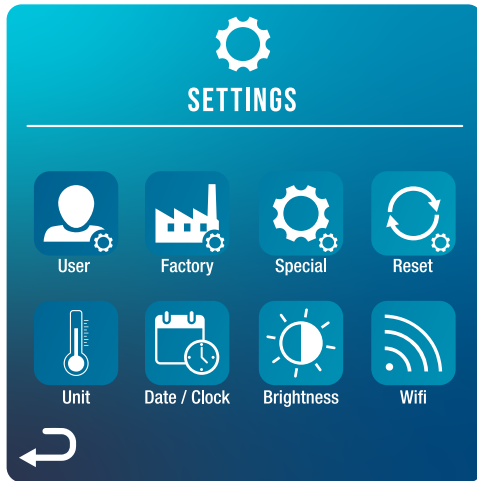 SETTINGS
User Factory Special Reset
Unit Date / Clock Brightness Wifi